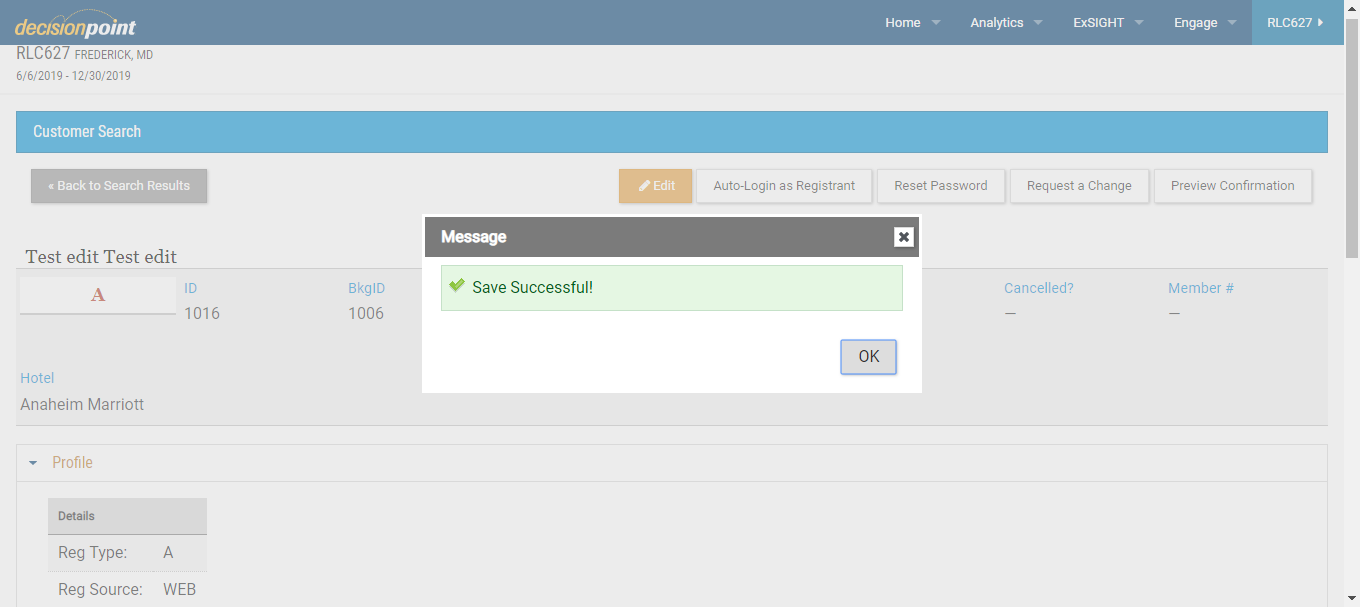 decisionpoint
Home Analytics ExSIGHT Engage RLC627
RLC627 FREDERICK, MD
6/6/2019 - 12/30/2019
Customer Search
« Back to Search Results
Edit Auto-Login as Registrant Reset Password Request a Change Preview Confirmation
Message
Save Successful!
OK
Test edit Test edit
A
ID BkgID Cancelled? Member #
1016 1006 — —
Hotel
Anaheim Marriott
Profile
Details
Reg Type: A
Reg Source: WEB